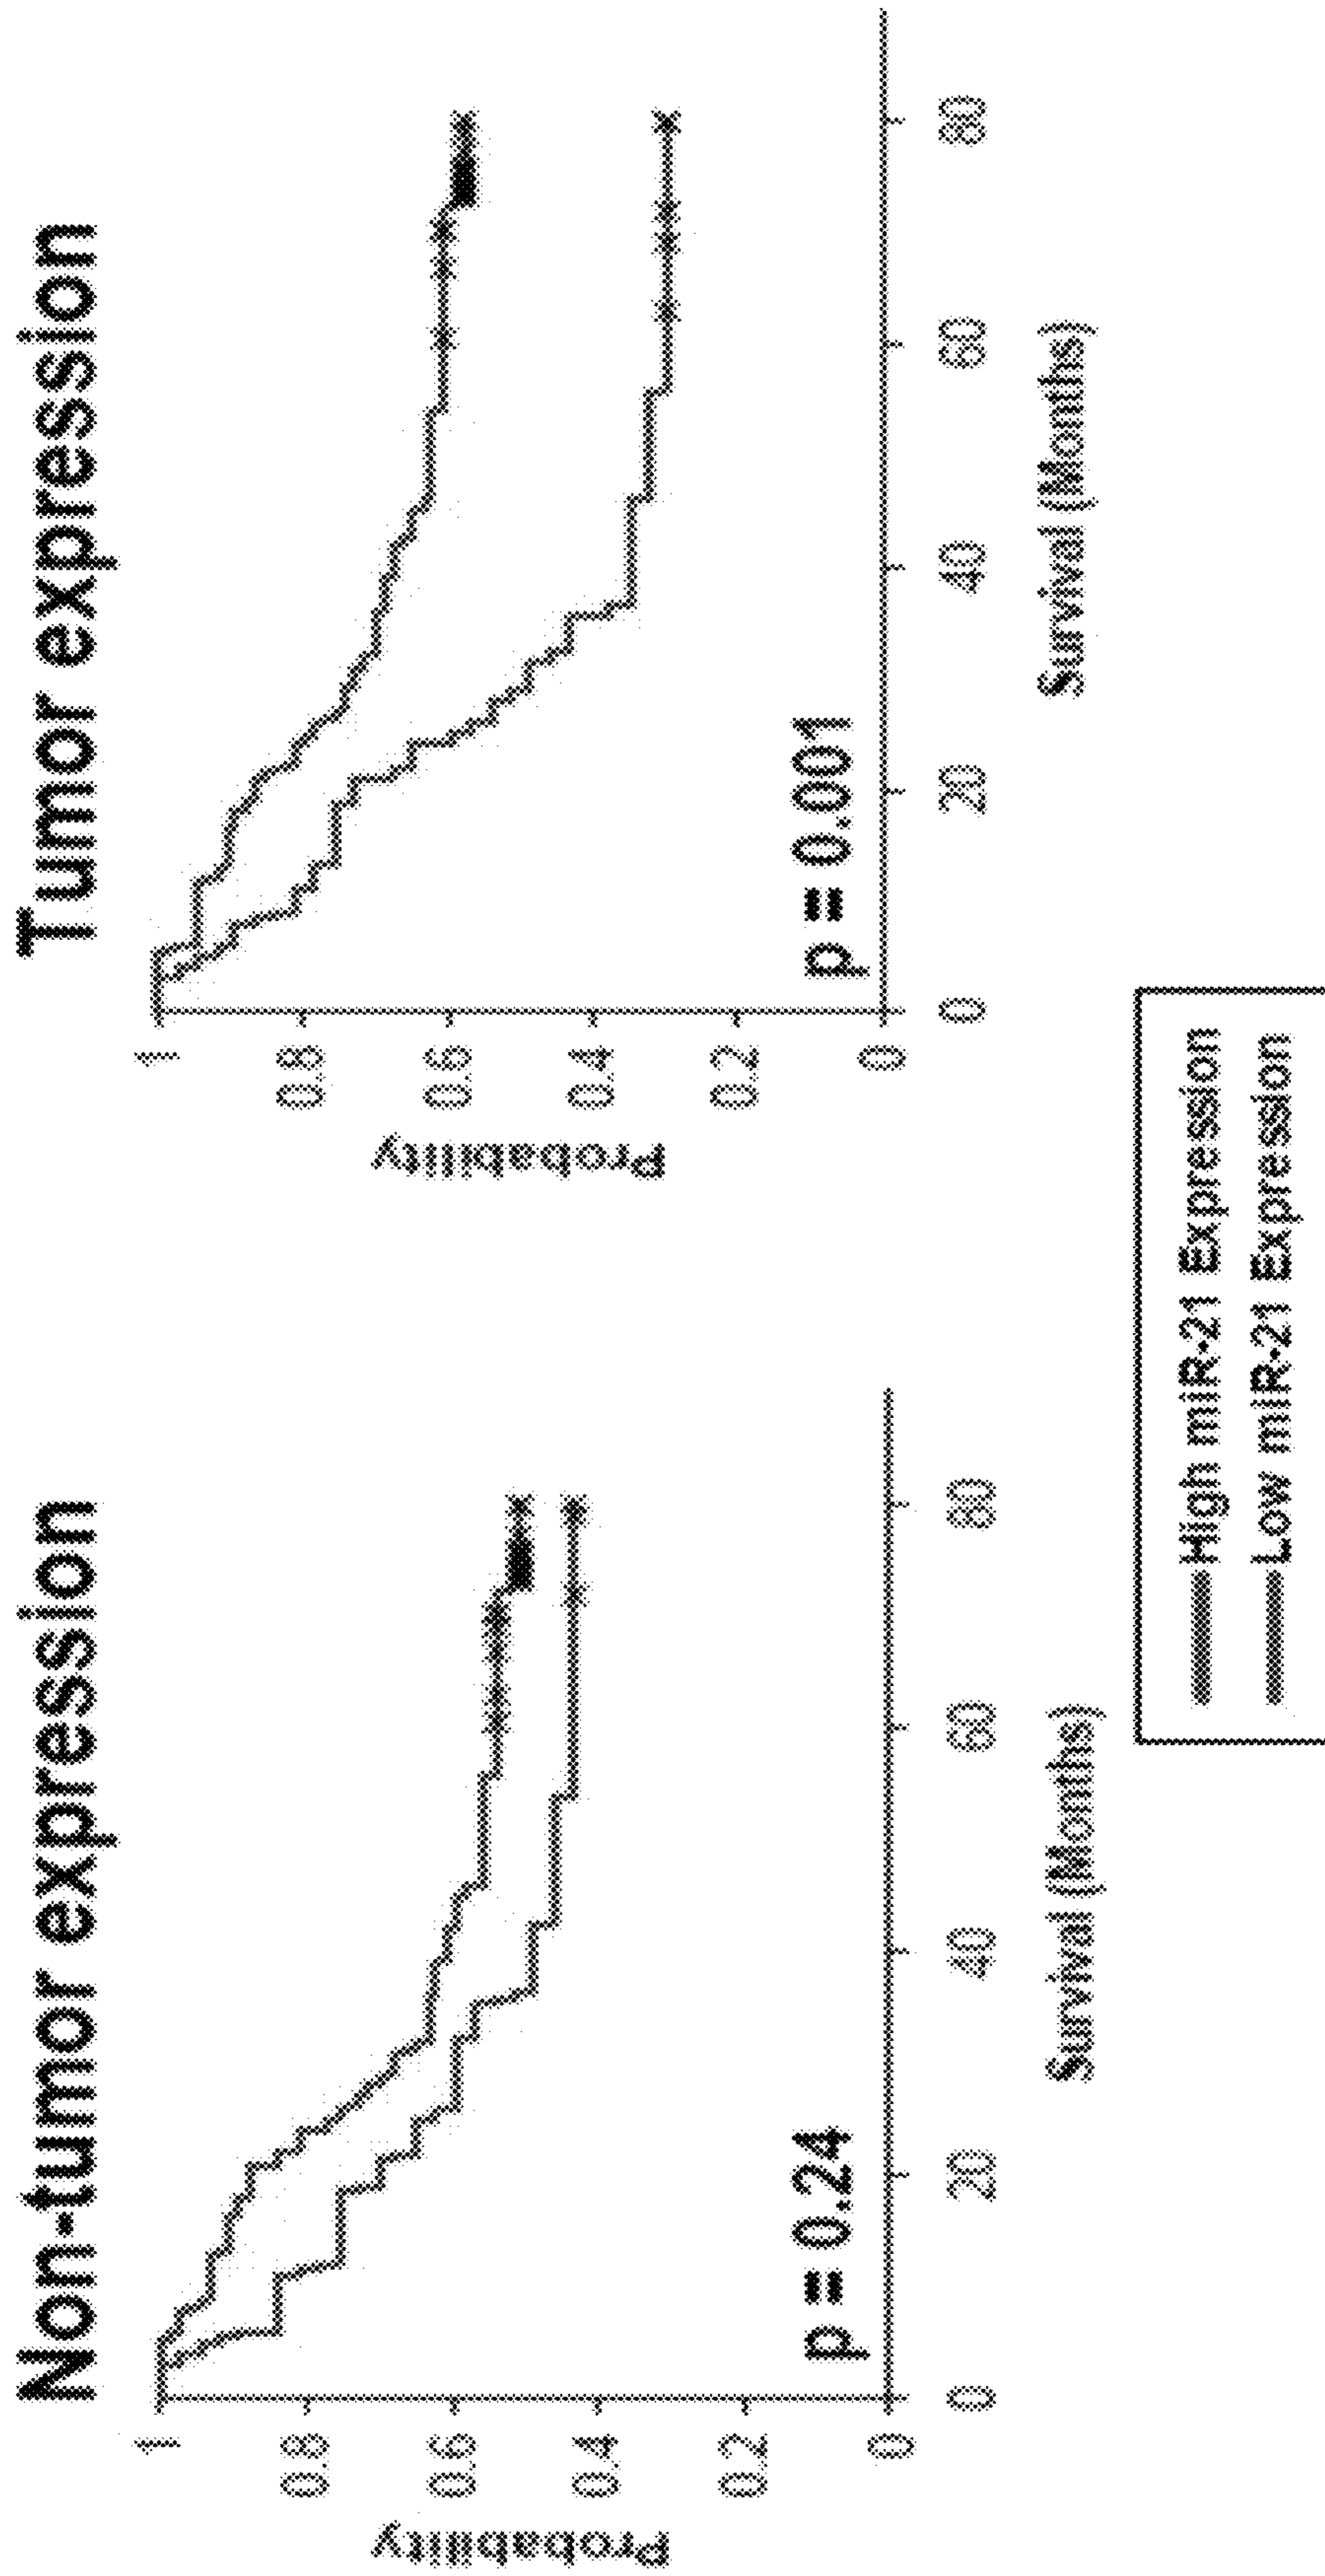 Non-tumor expression
Probability
1
0.8
0.6
0.4
0.2
0
p = 0.24
0 20 40 60 80
Survival (Months)
Tumor expression
Probability
1
0.8
0.6
0.4
0.2
0
p = 0.001
0 20 40 60 80
Survival (Months)
High miR-21 Expression
Low miR-21 Expression